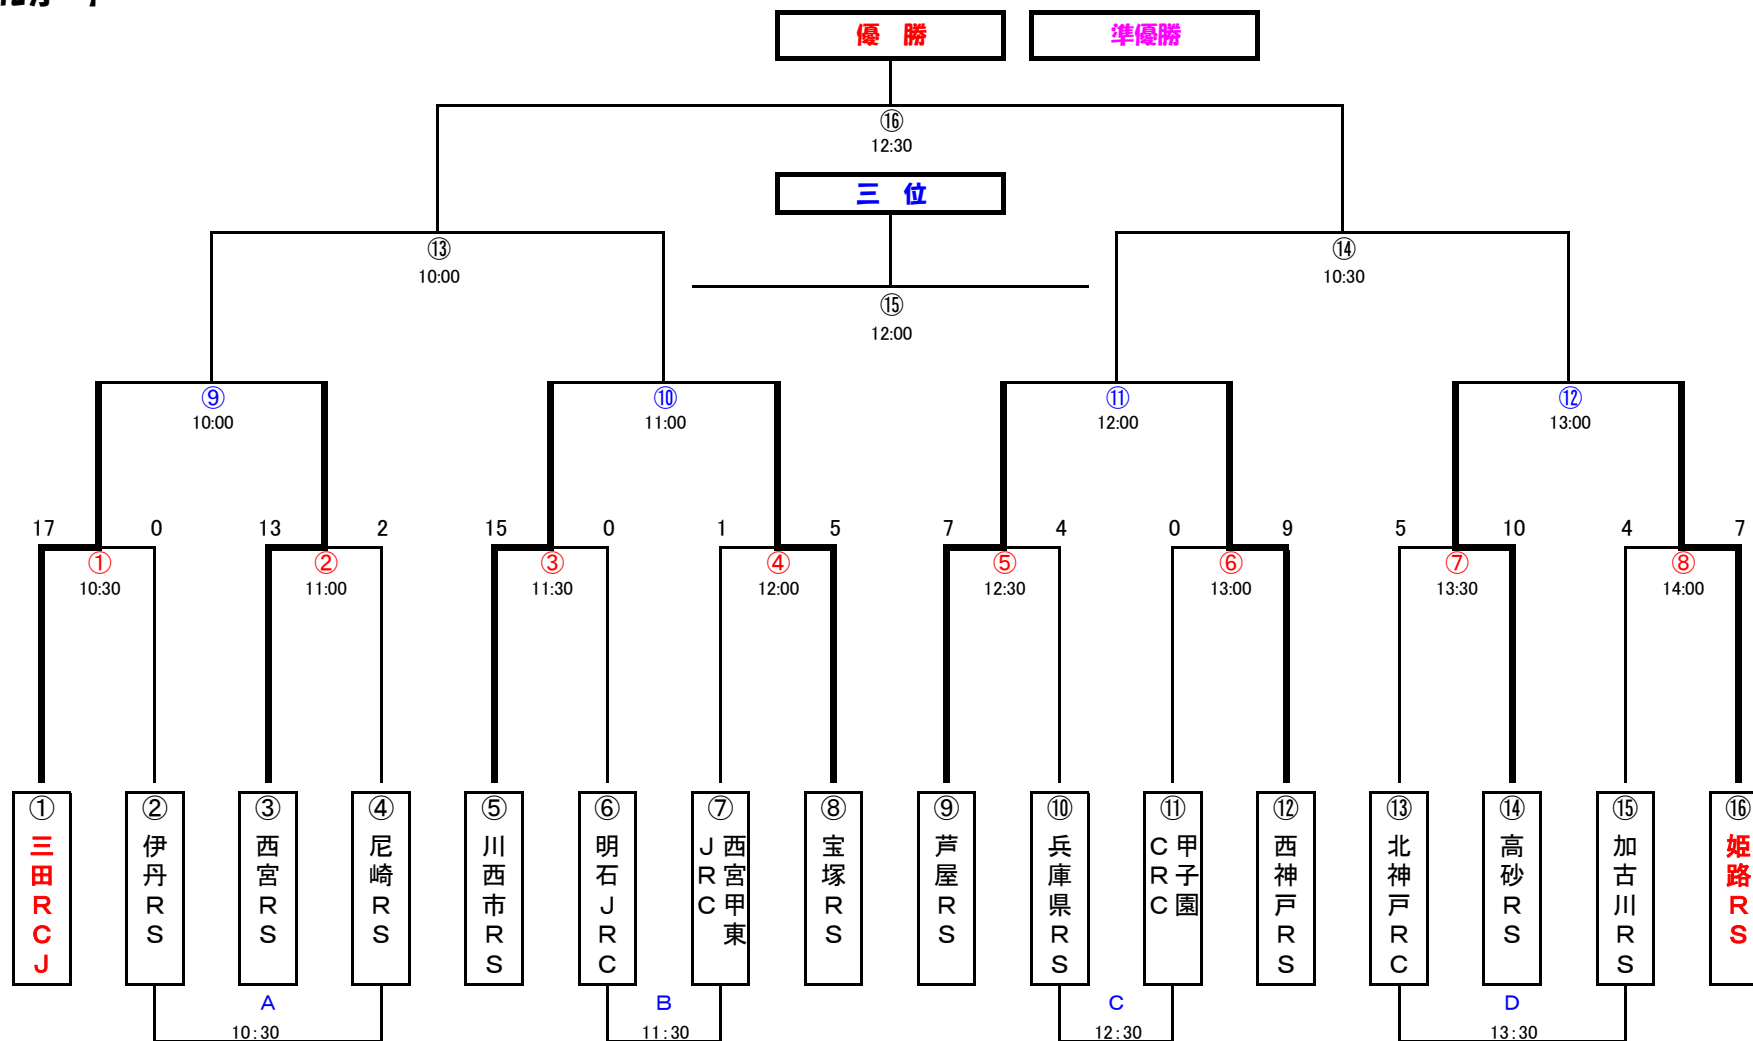 優 勝
準優勝
⑯
12:30
三 位
⑬
10:00
⑭
10:30
⑮
12:00
⑨
10:00
⑩
11:00
⑪
12:00
⑫
13:00
17 0 13 2 15 0 1 5 7 4 0 9 5 10 4 7
① ② ③ ④ ⑤ ⑥ ⑦ ⑧
10:30 11:00 11:30 12:00 12:30 13:00 13:30 14:00
① 三田RCJ
② 伊丹RS
③ 西宮RS
④ 尼崎RS
⑤ 川西市RS
⑥ 明石JRC
⑦ 西宮甲東JRC
⑧ 宝塚RS
⑨ 芦屋RS
⑩ 兵庫県RS
⑪ 甲子園CRC
⑫ 西神戸RS
⑬ 北神戸RC
⑭ 高砂RS
⑮ 加古川RS
⑯ 姫路RS
A
10:30
B
11:30
C
12:30
D
13:30